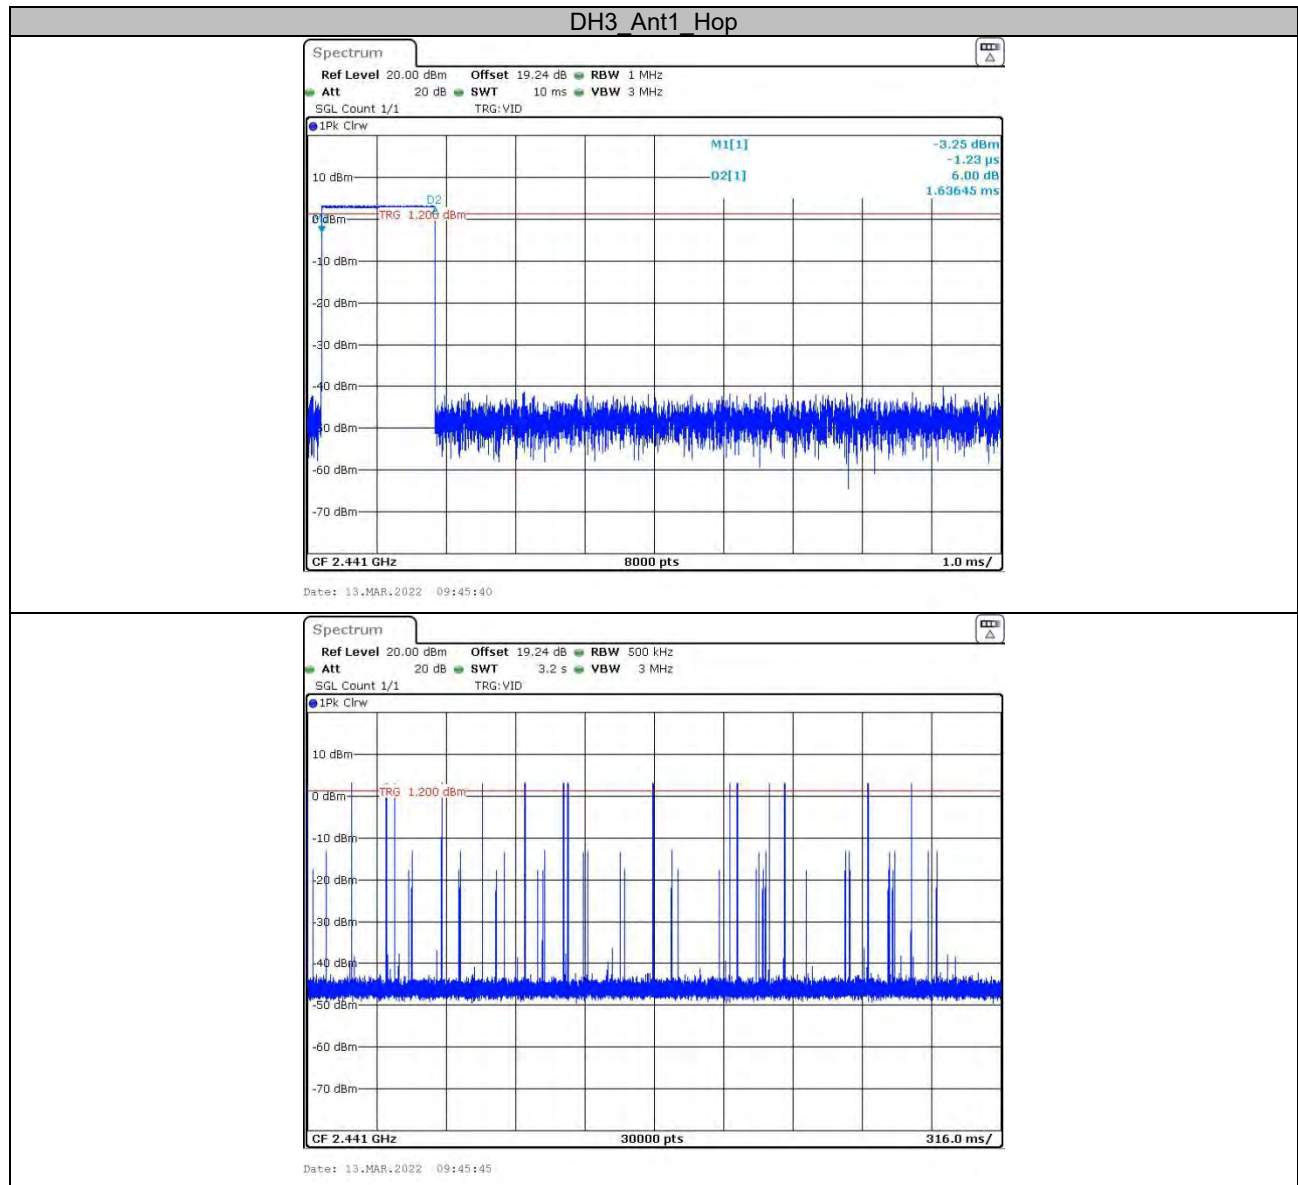 DH3_Ant1_Hop
Spectrum
Ref Level 20.00 dBm Offset 19.24 dB RBW 1 MHz
Att 20 dB SWT 10 ms VBW 3 MHz
SGL Count 1/1 TRG:VID
1Pk Clrw
M1[1] -3.25 dBm
-1.23 µs
D2[1] 6.00 dB
1.63645 ms
10 dBm
D2
0 dBm
TRG 1.200 dBm
-10 dBm
-20 dBm
-30 dBm
-40 dBm
-50 dBm
-60 dBm
-70 dBm
CF 2.441 GHz 8000 pts 1.0 ms/
Date: 13.MAR.2022 09:45:40
Spectrum
Ref Level 20.00 dBm Offset 19.24 dB RBW 500 kHz
Att 20 dB SWT 3.2 s VBW 3 MHz
SGL Count 1/1 TRG:VID
1Pk Clrw
10 dBm
0 dBm
TRG 1.200 dBm
-10 dBm
-20 dBm
-30 dBm
-40 dBm
-50 dBm
-60 dBm
-70 dBm
CF 2.441 GHz 30000 pts 316.0 ms/
Date: 13.MAR.2022 09:45:45